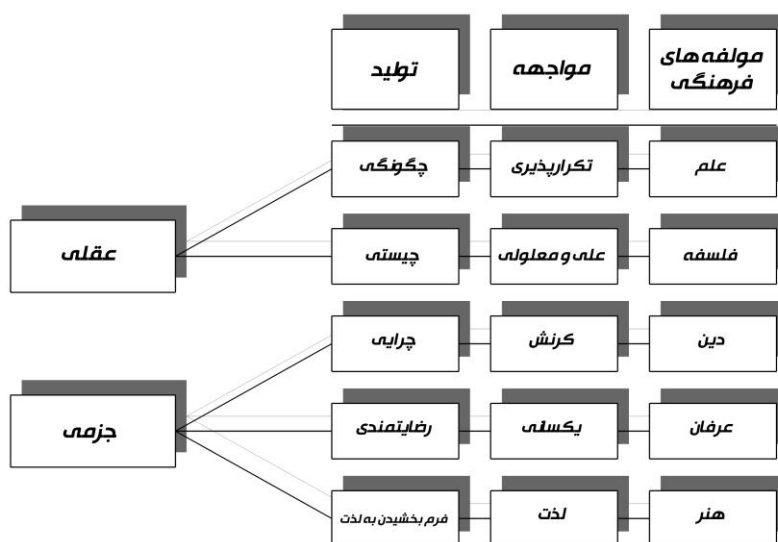 مولفه‌های
فرهنگی
مواجهه
تولید
علم
تکرارپذیری
چگونگی
فلسفه
علی و معلولی
چیستی
عقلی
دین
کرنش
چرایی
عرفان
یکسانی
رضایتمندی
جزمی
هنر
لذت
فرم بخشیدن به لذت